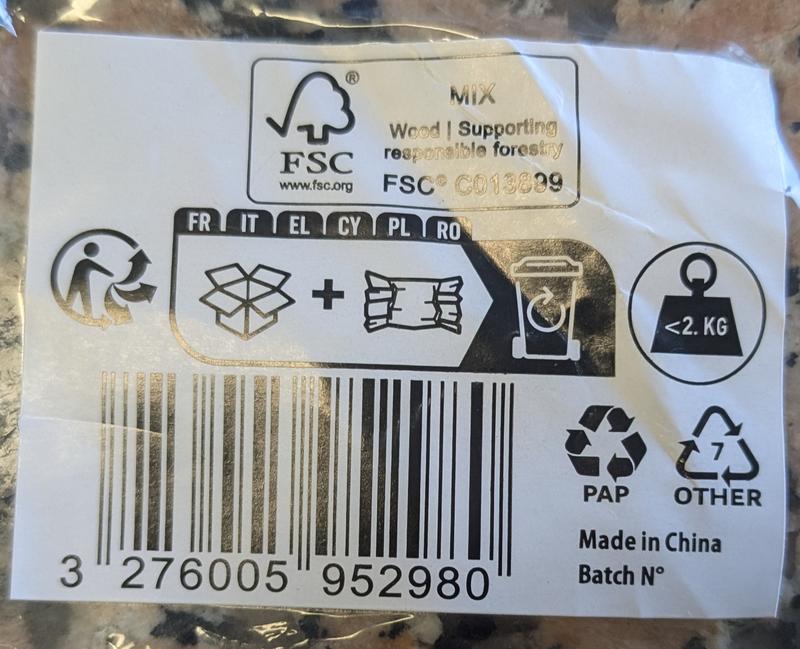 ®
MIX
Wood | Supporting
responsible forestry
FSC
www.fsc.org
FSC® C013899
FR IT EL CY PL RO
<2. KG
7
PAP
OTHER
Made in China
Batch N°
3 276005 952980